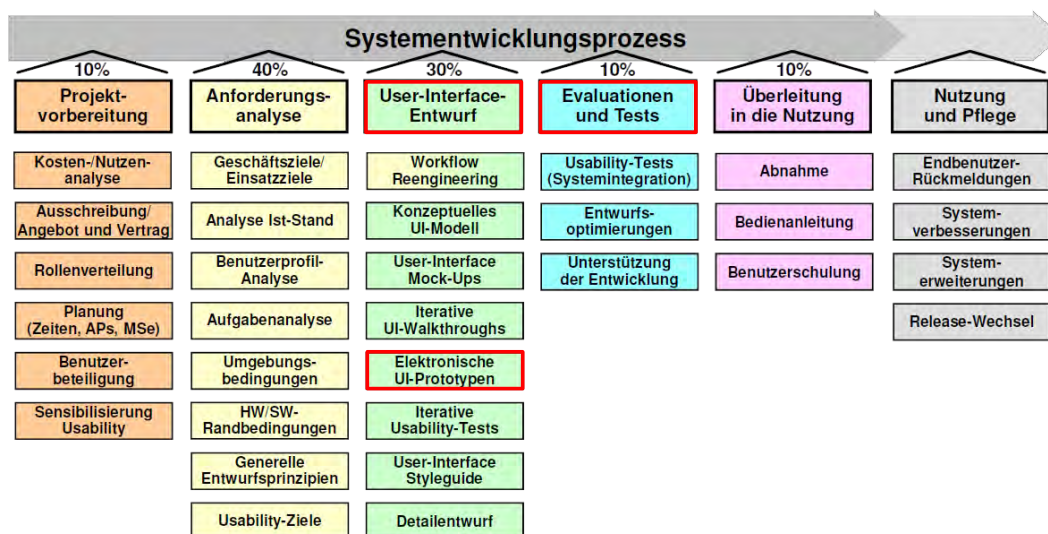 Systementwicklungsprozess
10%
40%
30%
10%
10%
Projekt-
vorbereitung
Anforderungs-
analyse
User-Interface-
Entwurf
Evaluationen
und Tests
Überleitung
in die Nutzung
Nutzung
und Pflege
Kosten-/Nutzen-
analyse
Ausschreibung/
Angebot und Vertrag
Rollenverteilung
Planung
(Zeiten, APs, MSe)
Benutzer-
beteiligung
Sensibilisierung
Usability
Geschäftsziele/
Einsatzziele
Analyse Ist-Stand
Benutzerprofil-
Analyse
Aufgabenanalyse
Umgebungs-
bedingungen
HW/SW-
Randbedingungen
Generelle
Entwurfsprinzipien
Usability-Ziele
Workflow
Reengineering
Konzeptuelles
UI-Modell
User-Interface
Mock-Ups
Iterative
UI-Walkthroughs
Elektronische
UI-Prototypen
Iterative
Usability-Tests
User-Interface
Styleguide
Detailentwurf
Usability-Tests
(Systemintegration)
Entwurfs-
optimierungen
Unterstützung
der Entwicklung
Abnahme
Bedienanleitung
Benutzerschulung
Endbenutzer-
Rückmeldungen
System-
verbesserungen
System-
erweiterungen
Release-Wechsel